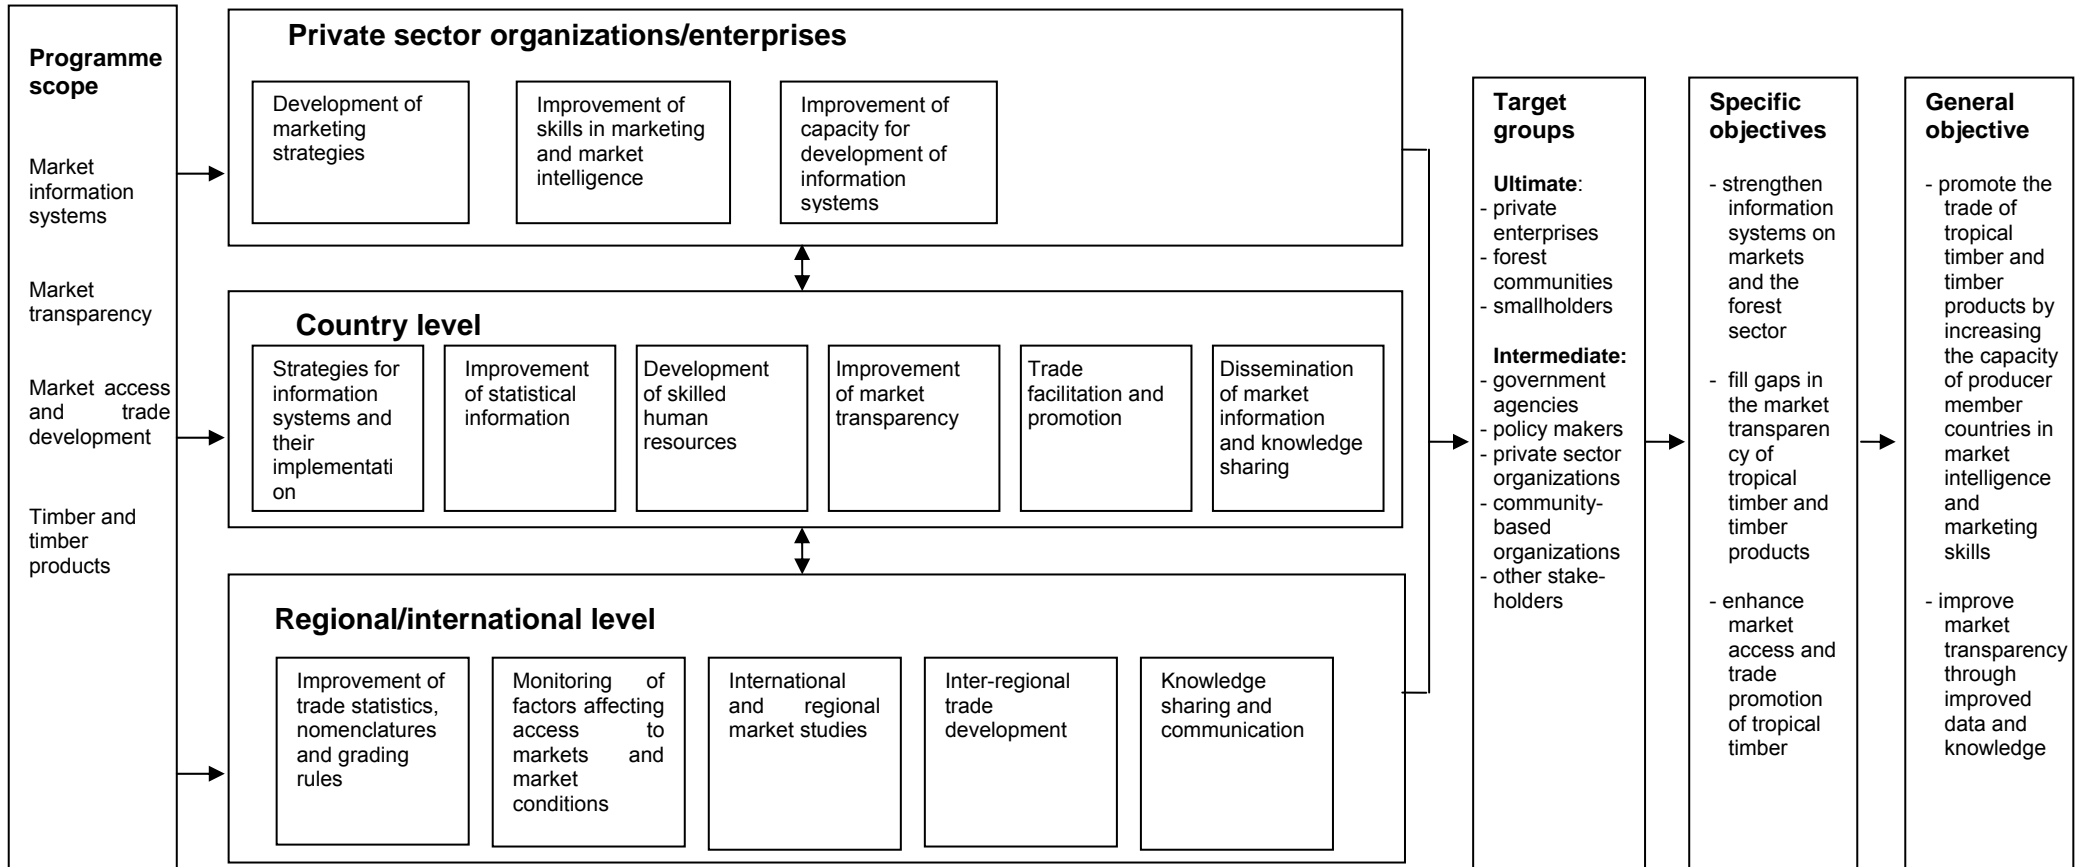 Programme
scope
Market
information
systems
Market
transparency
Market access
and trade
development
Timber and
timber
products
Private sector organizations/enterprises
Development of
marketing
strategies
Improvement of
skills in marketing
and market
intelligence
Improvement of
capacity for
development of
information
systems
Country level
Strategies for
information
systems and
their
implementati
on
Improvement
of statistical
information
Development
of skilled
human
resources
Improvement
of market
transparency
Trade
facilitation and
promotion
Dissemination
of market
information
and knowledge
sharing
Regional/international level
Improvement of
trade statistics,
nomenclatures
and grading
rules
Monitoring of
factors affecting
access to
markets and
market
conditions
International
and regional
market studies
Inter-regional
trade
development
Knowledge
sharing and
communication
Target
groups
Ultimate:
- private
enterprises
- forest
communities
- smallholders
Intermediate:
- government
agencies
- policy makers
- private sector
organizations
- community-
based
organizations
- other stake-
holders
Specific
objectives
- strengthen
information
systems on
markets
and the
forest
sector
- fill gaps in
the market
transparen
cy of
tropical
timber and
timber
products
- enhance
market
access and
trade
promotion
of tropical
timber
General
objective
- promote the
trade of
tropical
timber and
timber
products by
increasing
the capacity
of producer
member
countries in
market
intelligence
and
marketing
skills
- improve
market
transparency
through
improved
data and
knowledge